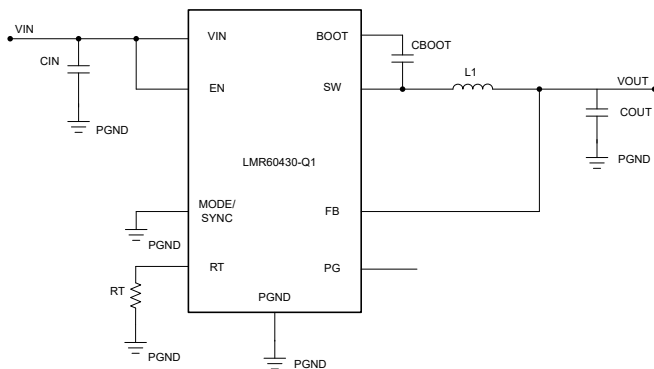 VIN
VIN
BOOT
CBOOT
CIN
L1
VOUT
EN
SW
COUT
PGND
LMR60430-Q1
PGND
MODE/
SYNC
FB
PGND
RT
PG
RT
PGND
PGND
PGND